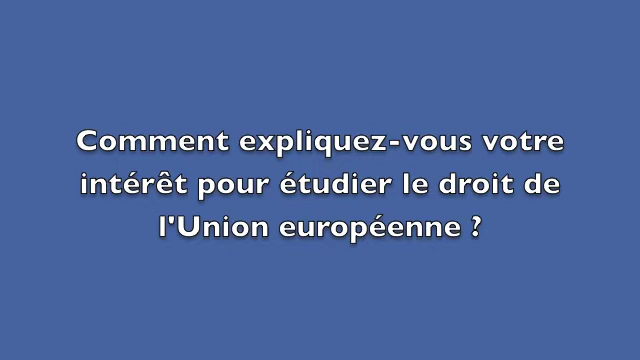 Comment expliquez-vous votre
intérêt pour étudier le droit de
l'Union européenne ?